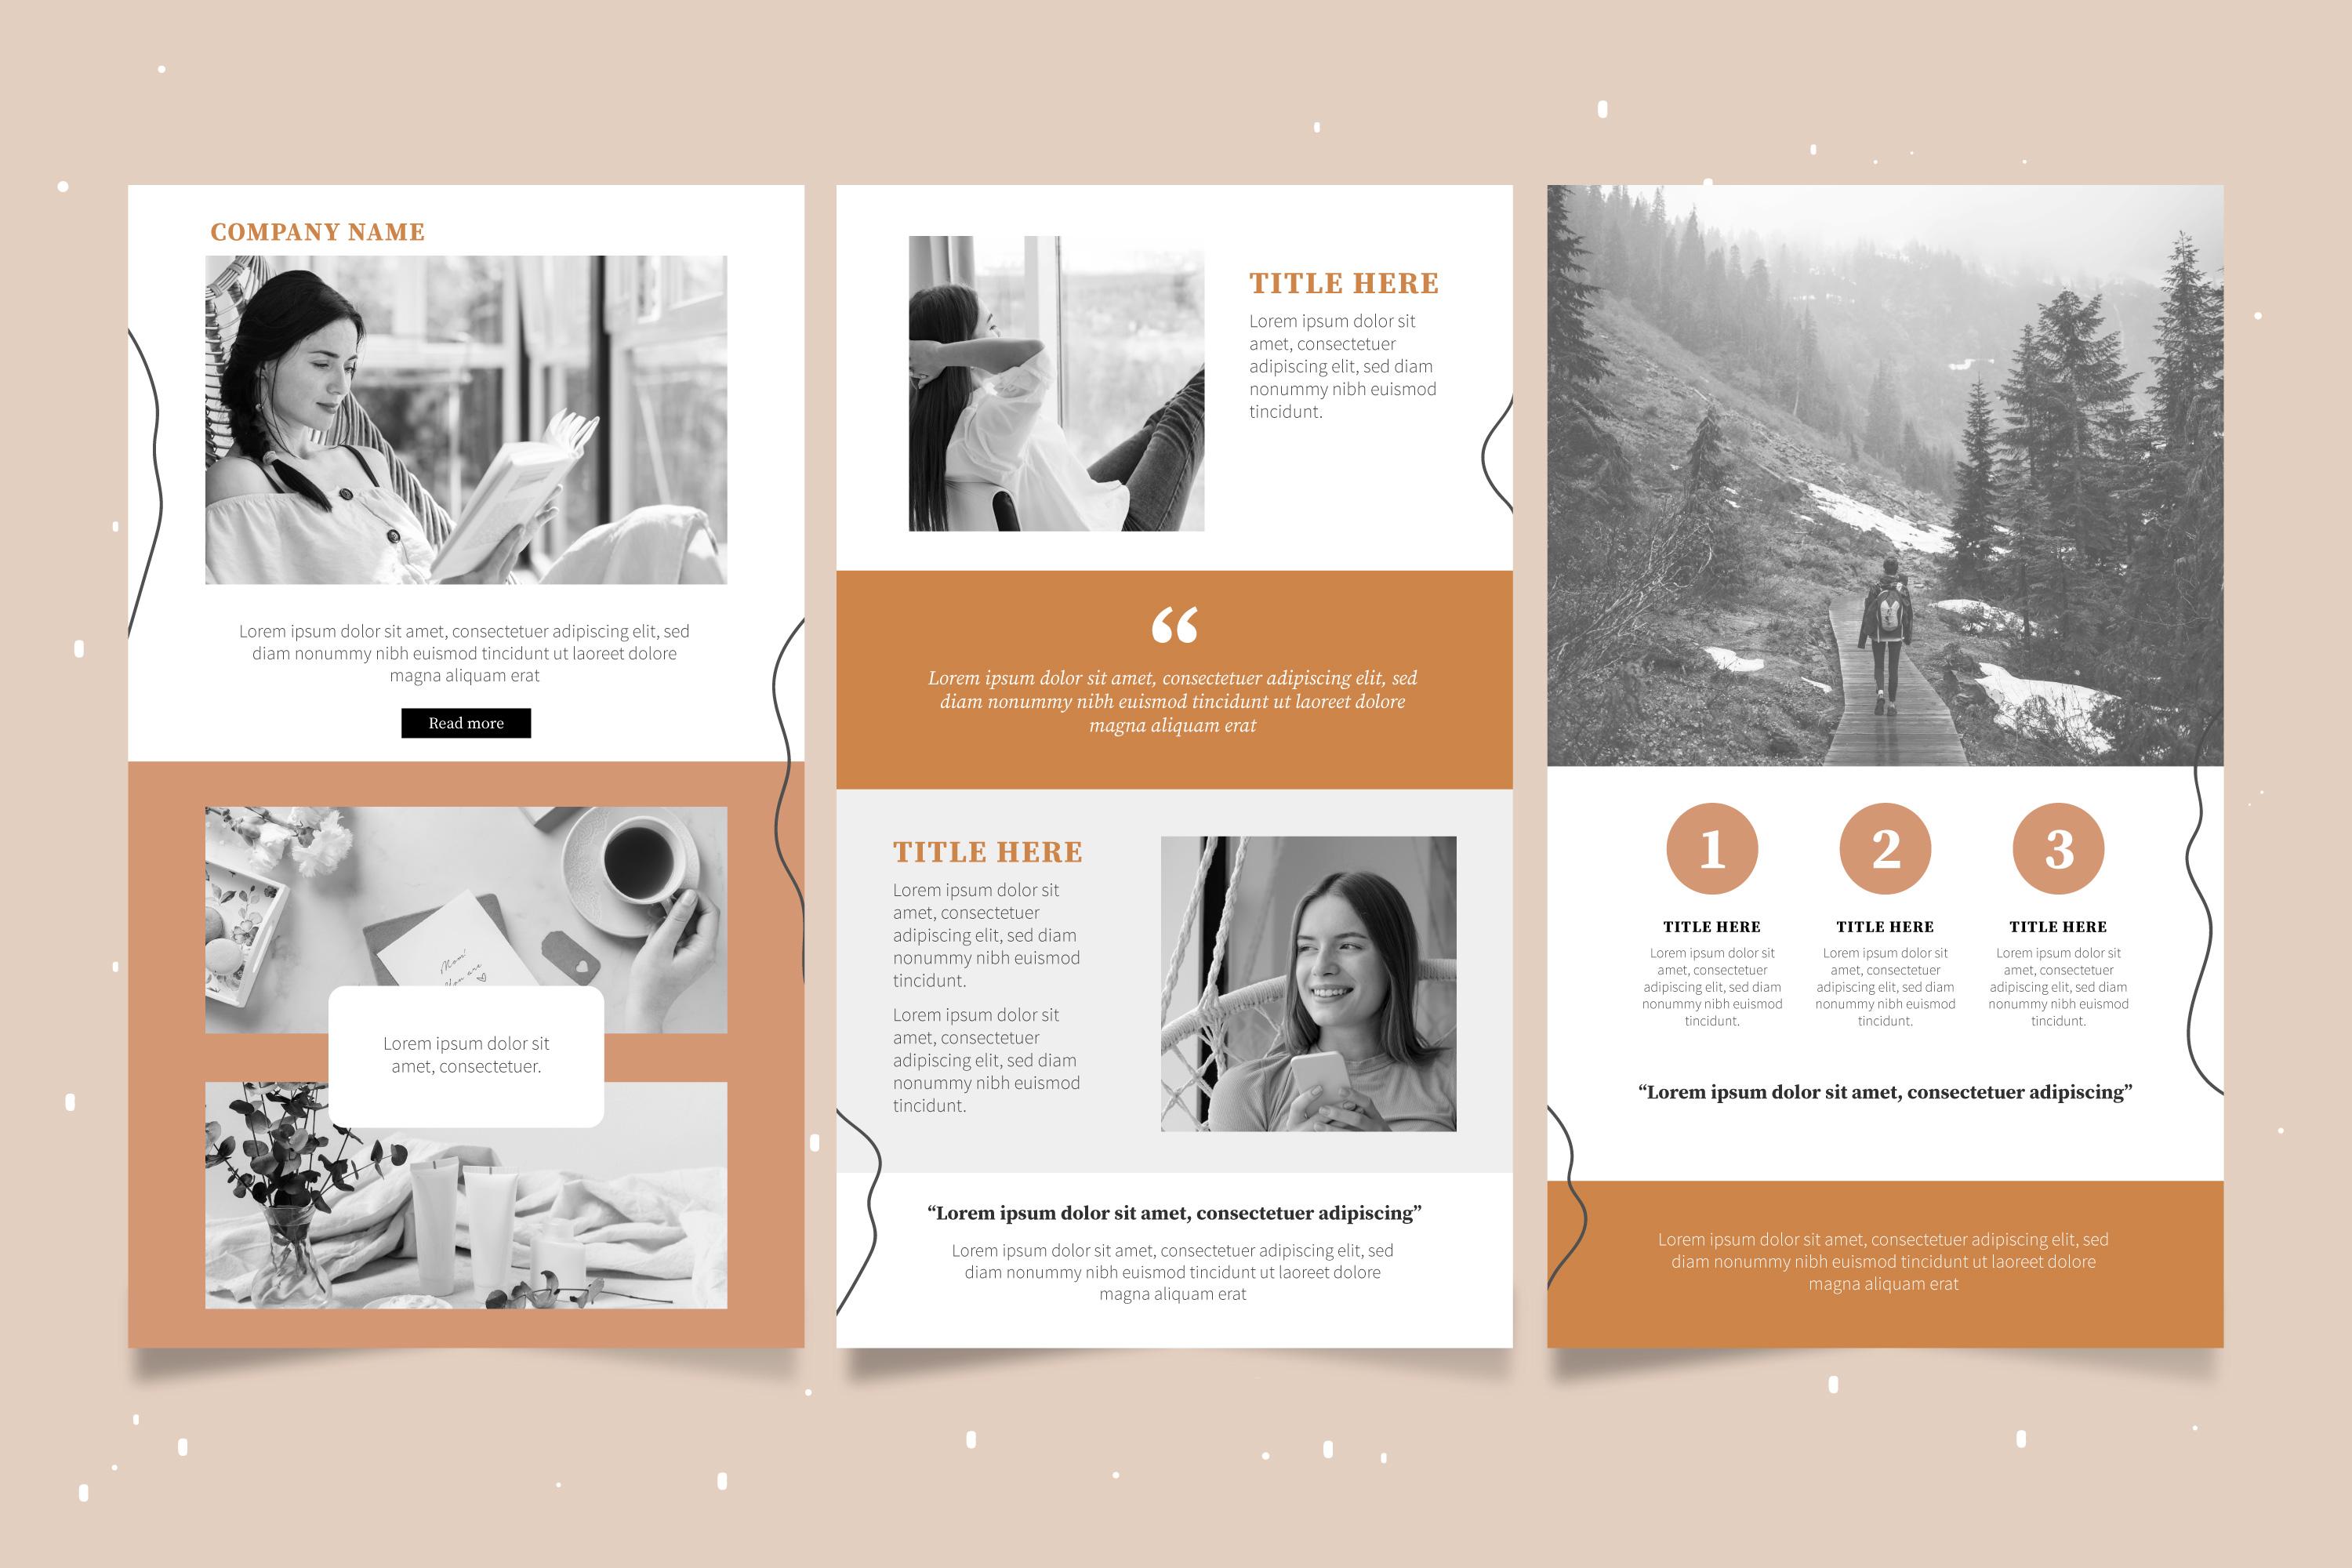 COMPANY NAME
Lorem ipsum dolor sit amet, consectetuer adipiscing elit, sed
diam nonummy nibh euismod tincidunt ut laoreet dolore
magna aliquam erat
Read more
Mom!
You are
Lorem ipsum dolor sit
amet, consectetuer.
TITLE HERE
Lorem ipsum dolor sit
amet, consectetuer
adipiscing elit, sed diam
nonummy nibh euismod
tincidunt.
“
Lorem ipsum dolor sit amet, consectetuer adipiscing elit, sed
diam nonummy nibh euismod tincidunt ut laoreet dolore
magna aliquam erat
TITLE HERE
Lorem ipsum dolor sit
amet, consectetuer
adipiscing elit, sed diam
nonummy nibh euismod
tincidunt.
Lorem ipsum dolor sit
amet, consectetuer
adipiscing elit, sed diam
nonummy nibh euismod
tincidunt.
“Lorem ipsum dolor sit amet, consectetuer adipiscing”
Lorem ipsum dolor sit amet, consectetuer adipiscing elit, sed
diam nonummy nibh euismod tincidunt ut laoreet dolore
magna aliquam erat
1
TITLE HERE
Lorem ipsum dolor sit
amet, consectetuer
adipiscing elit, sed diam
nonummy nibh euismod
tincidunt.
2
TITLE HERE
Lorem ipsum dolor sit
amet, consectetuer
adipiscing elit, sed diam
nonummy nibh euismod
tincidunt.
3
TITLE HERE
Lorem ipsum dolor sit
amet, consectetuer
adipiscing elit, sed diam
nonummy nibh euismod
tincidunt.
“Lorem ipsum dolor sit amet, consectetuer adipiscing”
Lorem ipsum dolor sit amet, consectetuer adipiscing elit, sed
diam nonummy nibh euismod tincidunt ut laoreet dolore
magna aliquam erat